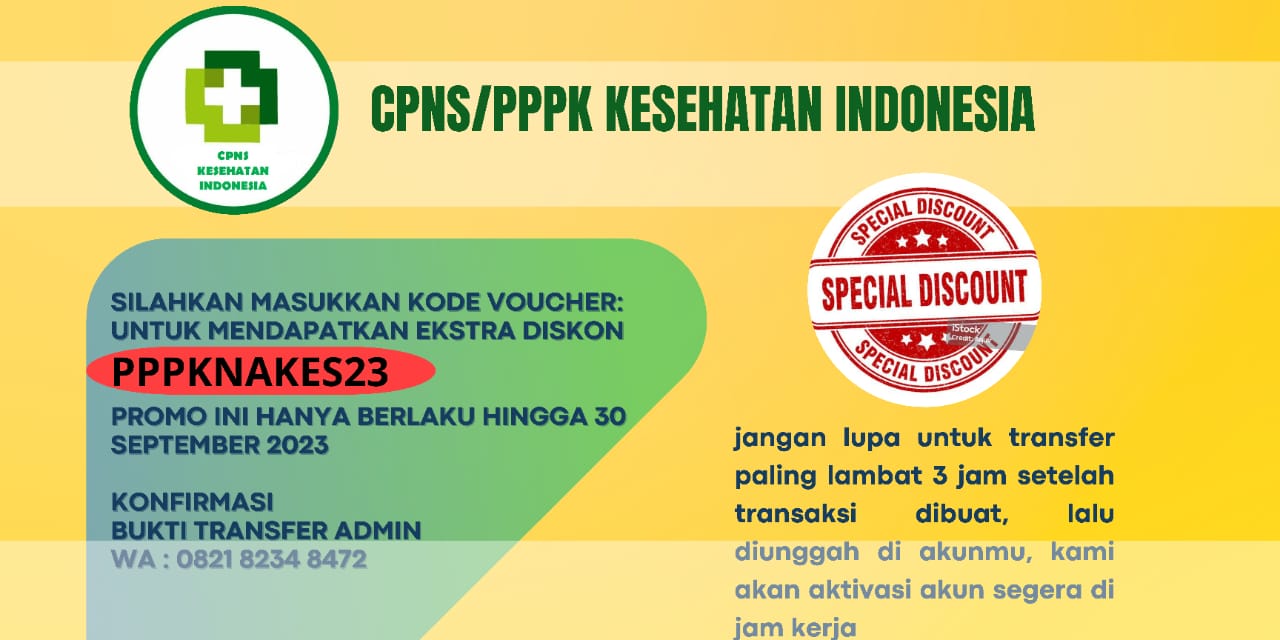 CPNS
KESEHATAN
INDONESIA
CPNS/PPPK KESEHATAN INDONESIA
SILAHKAN MASUKKAN KODE VOUCHER:
UNTUK MENDAPATKAN EKSTRA DISKON
PPPKNAKES23
PROMO INI HANYA BERLAKU HINGGA 30
SEPTEMBER 2023
KONFIRMASI
BUKTI TRANSFER ADMIN
WA : 0821 8234 8472
SPECIAL DISCOUNT
SPECIAL DISCOUNT
iStock
Credit:
SPECIAL DISCOUNT
jangan lupa untuk transfer
paling lambat 3 jam setelah
transaksi dibuat, lalu
diunggah di akunmu, kami
akan aktivasi akun segera di
jam kerja